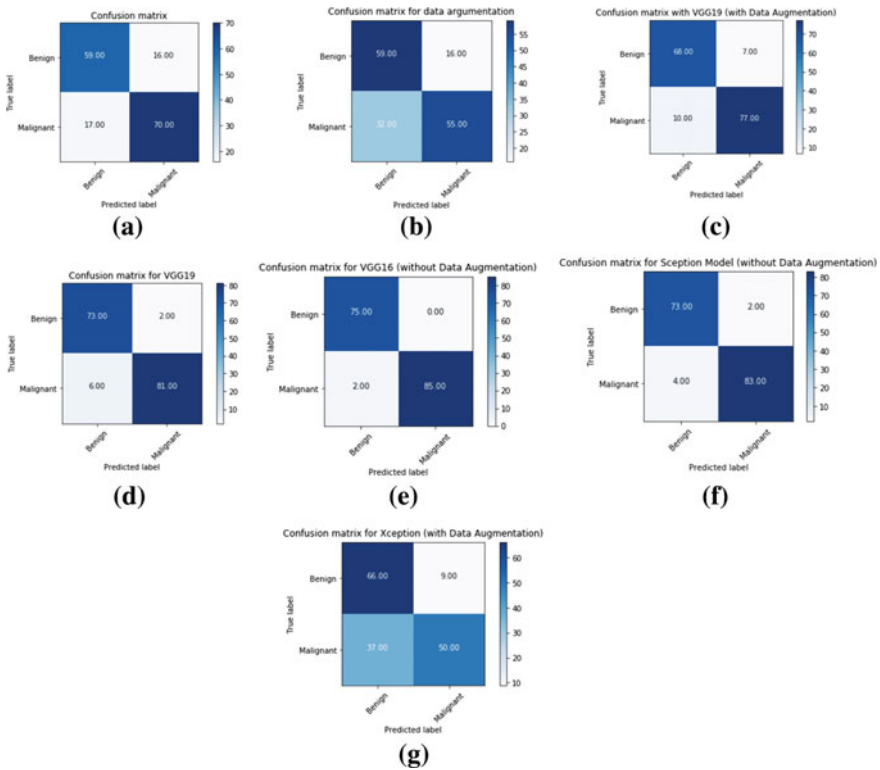 Confusion matrix
70
60
50
40
30
20
True label
Benign
59.00
16.00
Malignant
17.00
70.00
Benign
Malignant
Predicted label
(a)
Confusion matrix for data argumentation
55
50
45
40
35
30
25
20
True label
Benign
59.00
16.00
Malignant
32.00
55.00
Benign
Malignant
Predicted label
(b)
Confusion matrix with VGG19 (with Data Augmentation)
70
60
50
40
30
20
10
True label
Benign
68.00
7.00
Malignant
10.00
77.00
Benign
Malignant
Predicted label
(c)
Confusion matrix for VGG19
80
70
60
50
40
30
20
10
True label
Benign
73.00
2.00
Malignant
6.00
81.00
Benign
Malignant
Predicted label
(d)
Confusion matrix for VGG16 (without Data Augmentation)
80
70
60
50
40
30
20
10
0
True label
Benign
75.00
0.00
Malignant
2.00
85.00
Benign
Malignant
Predicted label
(e)
Confusion matrix for Sception Model (without Data Augmentation)
80
70
60
50
40
30
20
10
True label
Benign
73.00
2.00
Malignant
4.00
83.00
Benign
Malignant
Predicted label
(f)
Confusion matrix for Xception (with Data Augmentation)
60
50
40
30
20
10
True label
Benign
66.00
9.00
Malignant
37.00
50.00
Benign
Malignant
Predicted label
(g)